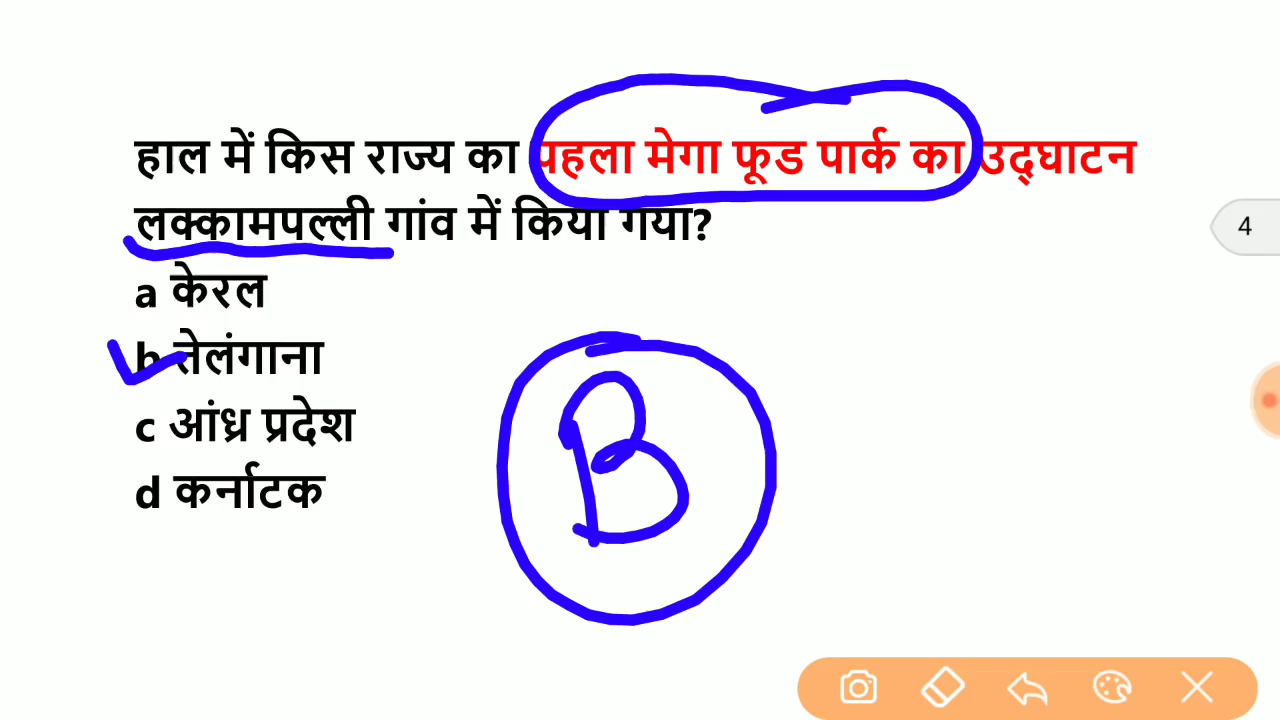 हाल में किस राज्य का पहला मेगा फूड पार्क का उद्घाटन
लक्कामपल्ली गांव में किया गया?
a केरल
b तेलंगाना
c आंध्र प्रदेश
d कर्नाटक
B
4